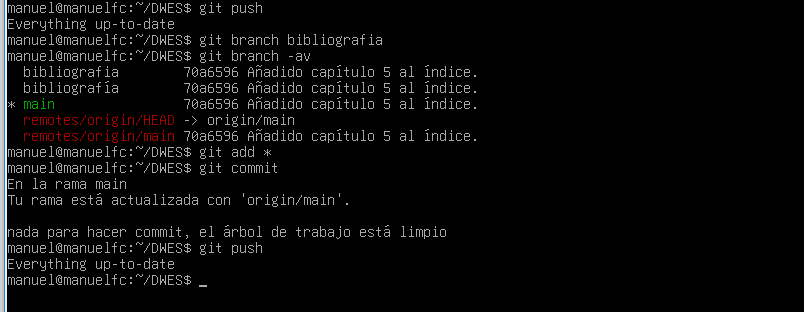 manuel@manuelfc:~/DWES$ git push
Everything up-to-date
manuel@manuelfc:~/DWES$ git branch bibliografia
manuel@manuelfc:~/DWES$ git branch -av
  bibliografia        70a6596 Añadido capítulo 5 al índice.
  bibliografía        70a6596 Añadido capítulo 5 al índice.
* main                70a6596 Añadido capítulo 5 al índice.
  remotes/origin/HEAD -> origin/main
  remotes/origin/main 70a6596 Añadido capítulo 5 al índice.
manuel@manuelfc:~/DWES$ git add *
manuel@manuelfc:~/DWES$ git commit
En la rama main
Tu rama está actualizada con 'origin/main'.

nada para hacer commit, el árbol de trabajo está limpio
manuel@manuelfc:~/DWES$ git push
Everything up-to-date
manuel@manuelfc:~/DWES$ _